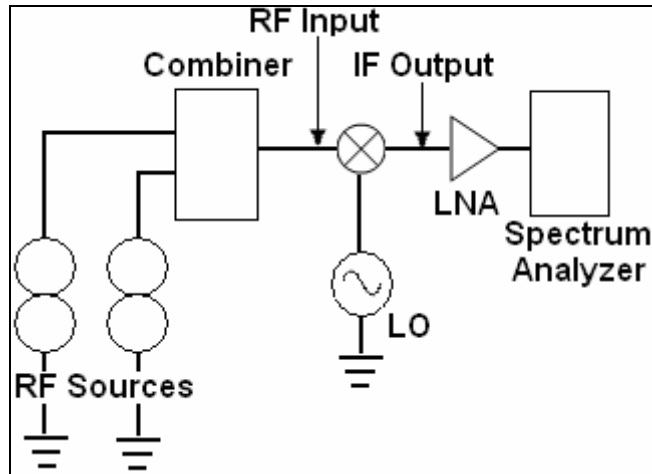 RF Input
Combiner
IF Output
LNA
Spectrum
Analyzer
LO
RF Sources